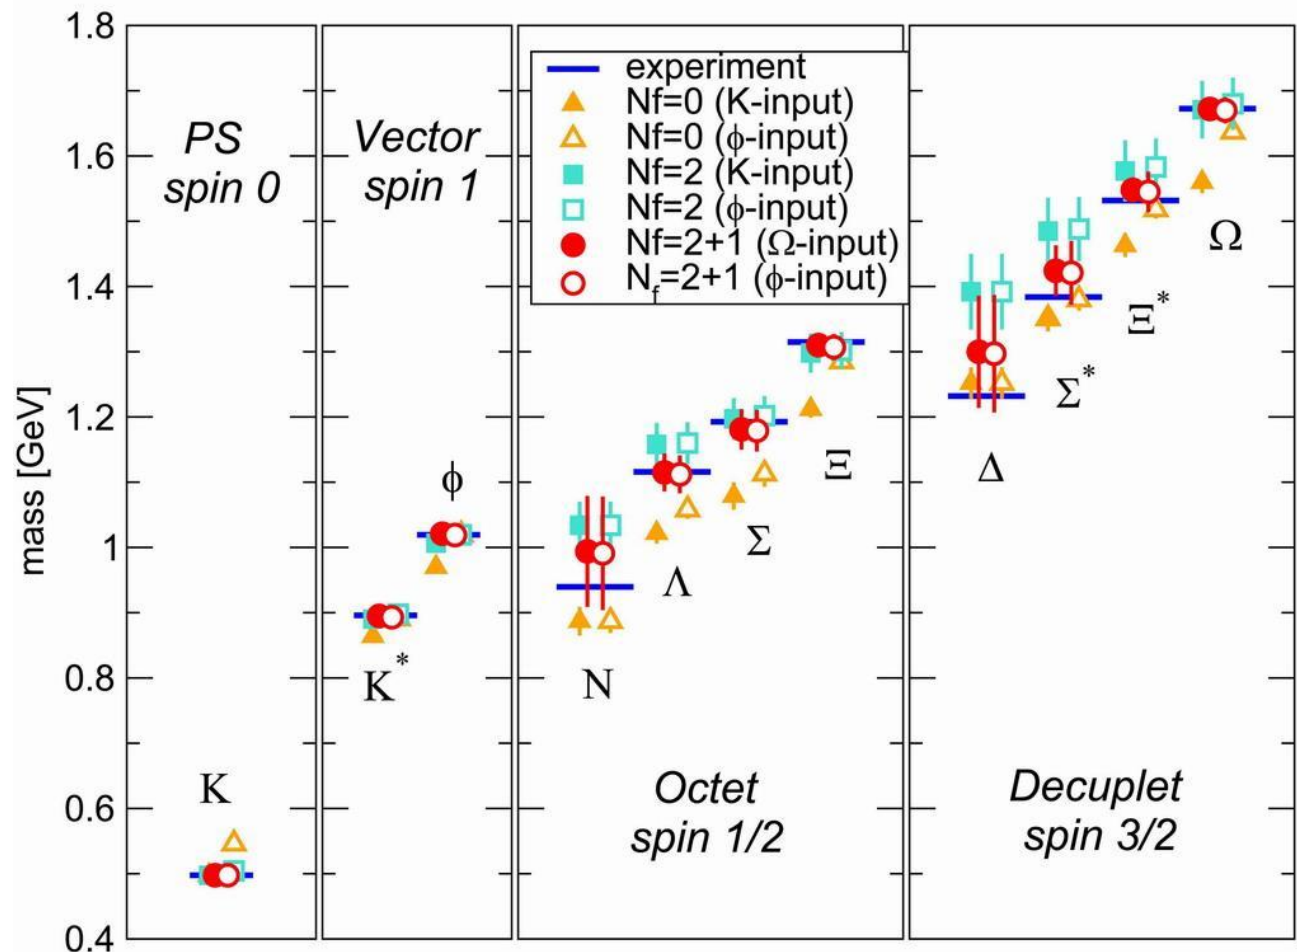 mass [GeV]
1.8
1.6
1.4
1.2
1
0.8
0.6
0.4
PS
spin 0
K
Vector
spin 1
ϕ
K*
experiment
Nf=0 (K-input)
Nf=0 (ϕ-input)
Nf=2 (K-input)
Nf=2 (ϕ-input)
Nf=2+1 (Ω-input)
N_f=2+1 (ϕ-input)
N
Λ
Σ
Ξ
Octet
spin 1/2
Δ
Σ*
Ξ*
Ω
Decuplet
spin 3/2